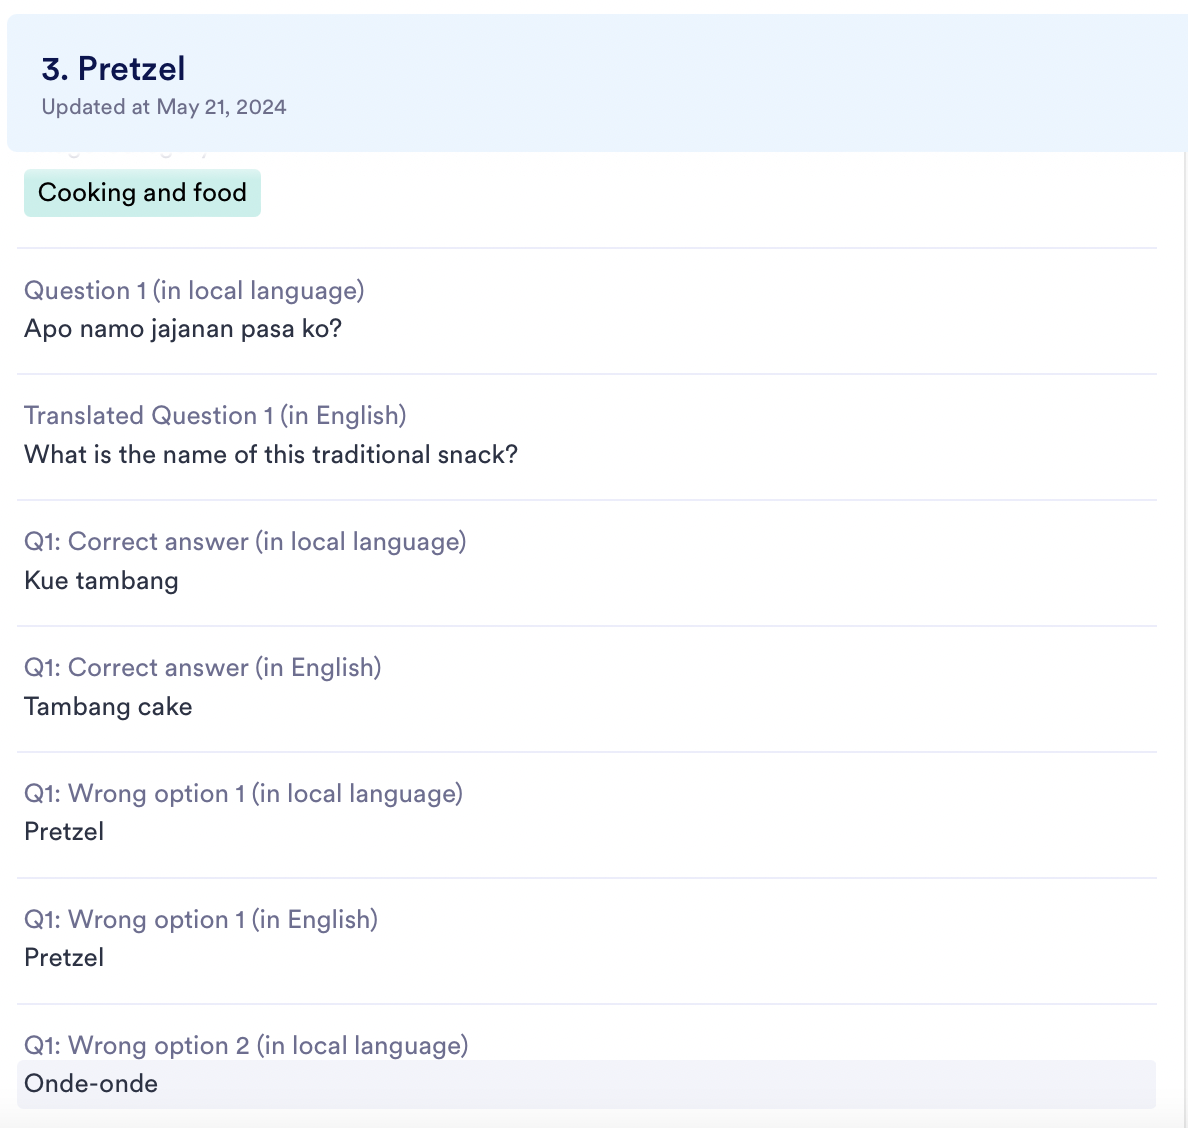 3. Pretzel
Updated at May 21, 2024
Cooking and food
Question 1 (in local language)
Apo namo jajanan pasa ko?
Translated Question 1 (in English)
What is the name of this traditional snack?
Q1: Correct answer (in local language)
Kue tambang
Q1: Correct answer (in English)
Tambang cake
Q1: Wrong option 1 (in local language)
Pretzel
Q1: Wrong option 1 (in English)
Pretzel
Q1: Wrong option 2 (in local language)
Onde-onde